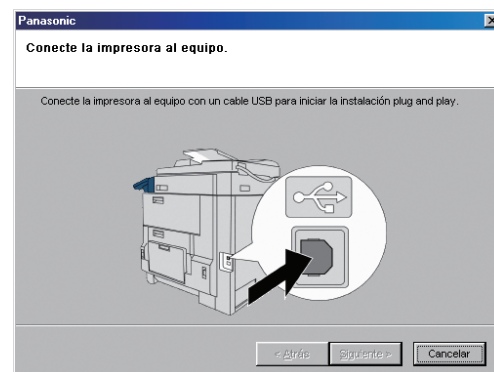 Panasonic
Conecte la impresora al equipo.
Conecte la impresora al equipo con un cable USB para iniciar la instalación plug and play.
< Atrás
Siguiente >
Cancelar